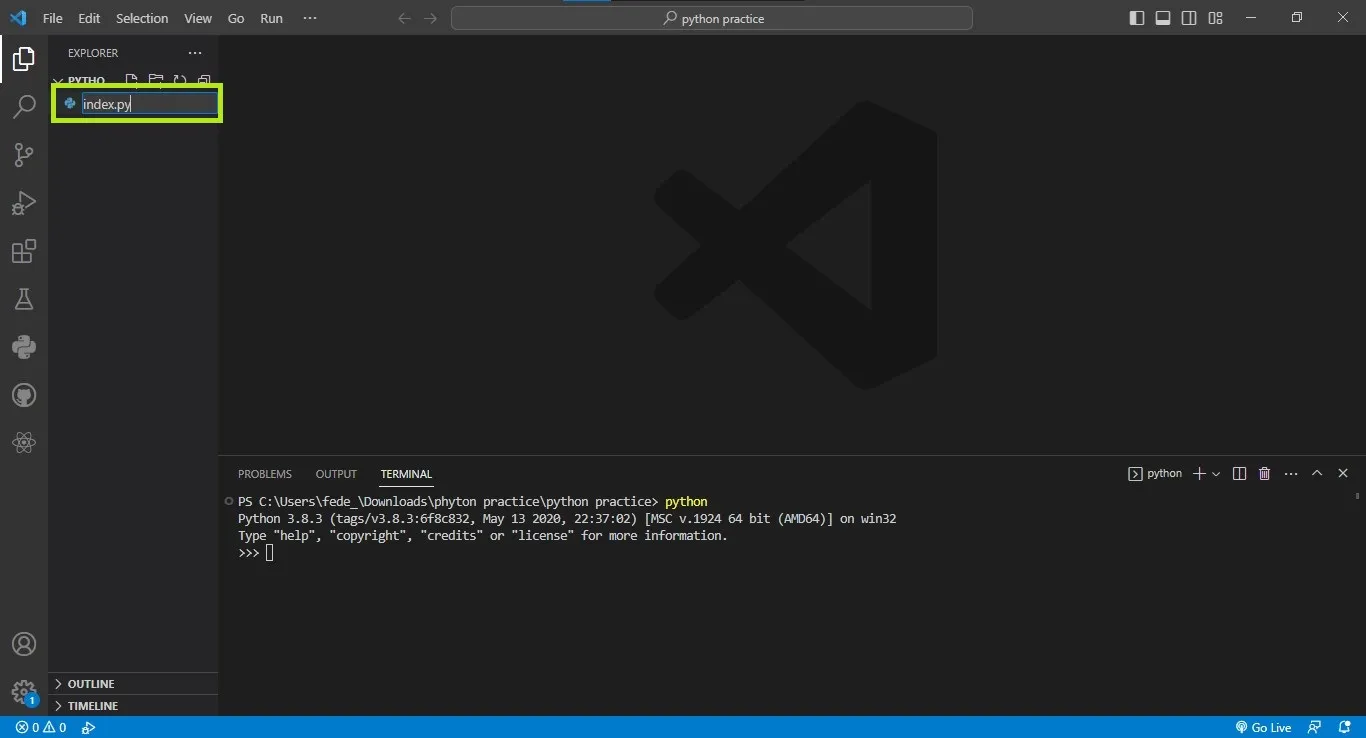 File Edit Selection View Go Run ···
python practice
EXPLORER ···
PYTHO
index.py
PROBLEMS OUTPUT TERMINAL
python
PS C:\Users\fede_\Downloads\phyton practice\python practice> python
Python 3.8.3 (tags/v3.8.3:6f8c832, May 13 2020, 22:37:02) [MSC v.1924 64 bit (AMD64)] on win32
Type "help", "copyright", "credits" or "license" for more information.
>>>
OUTLINE
1
TIMELINE
0 0
Go Live